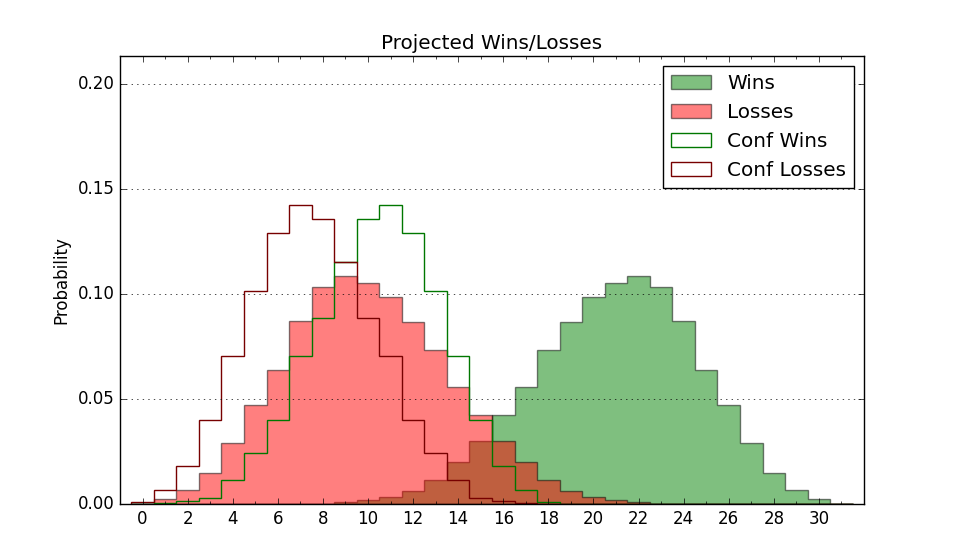 Projected Wins/Losses
0.20
0.15
0.10
0.05
0.00
Probability
Wins
Losses
Conf Wins
Conf Losses
0 2 4 6 8 10 12 14 16 18 20 22 24 26 28 30